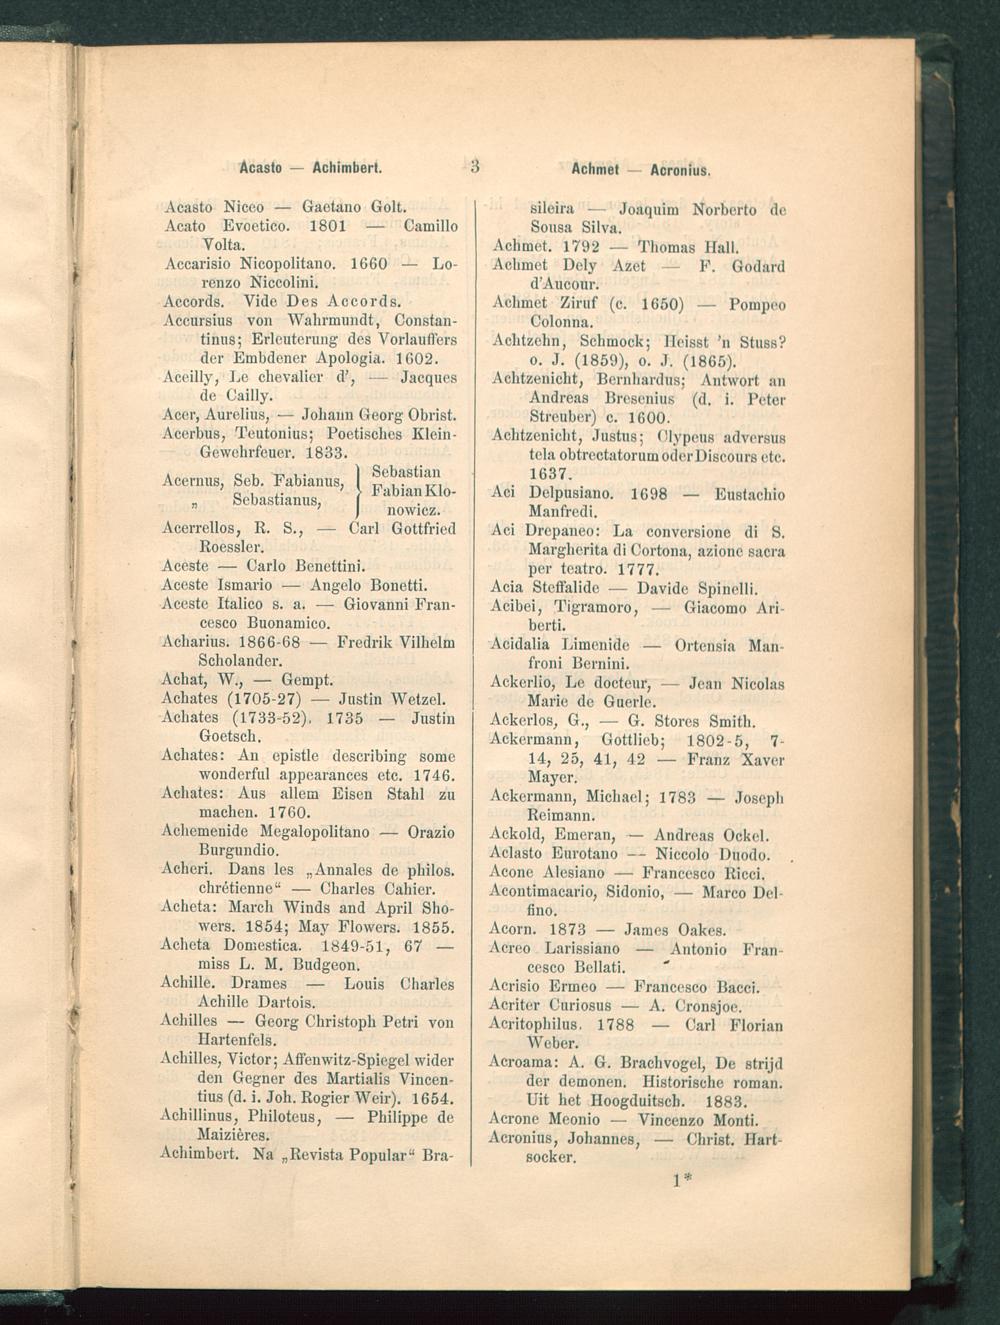 Acasto — Achimbert.
3
Achmet — Acronius.
Acasto Niceo — Gaetano Golt.
Acato Evoetico. 1801 — Camillo
Volta.
Accarisio Nicopolitano. 1660 — Lo-
renzo Niccolini.
Accords. Vide Des Accords.
Accursius von Wahrmundt, Constan-
tinus; Erleuterung des Vorlauffers
der Embdener Apologia. 1602.
Aceilly, Le chevalier d', — Jacques
de Cailly.
Acer, Aurelius, — Johann Georg Obrist.
Acerbus, Teutonius; Poetisches Klein-
Gewehrfeuer. 1833.
Acernus, Seb. Fabianus, } Sebastian
„ Sebastianus, } Fabian Klo-
nowicz.
Acerrellos, R. S., — Carl Gottfried
Roessler.
Aceste — Carlo Benettini.
Aceste Ismario — Angelo Bonetti.
Aceste Italico s. a. — Giovanni Fran-
cesco Buonamico.
Acharius. 1866-68 — Fredrik Vilhelm
Scholander.
Achat, W., — Gempt.
Achates (1705-27) — Justin Wetzel.
Achates (1733-52). 1735 — Justin
Goetsch.
Achates: An epistle describing some
wonderful appearances etc. 1746.
Achates: Aus allem Eisen Stahl zu
machen. 1760.
Achemenide Megalopolitano — Orazio
Burgundio.
Acheri. Dans les „Annales de philos.
chrétienne“ — Charles Cahier.
Acheta: March Winds and April Sho-
wers. 1854; May Flowers. 1855.
Acheta Domestica. 1849-51, 67 —
miss L. M. Budgeon.
Achille. Drames — Louis Charles
Achille Dartois.
Achilles — Georg Christoph Petri von
Hartenfels.
Achilles, Victor; Affenwitz-Spiegel wider
den Gegner des Martialis Vincen-
tius (d. i. Joh. Rogier Weir). 1654.
Achillinus, Philoteus, — Philippe de
Maizières.
Achimbert. Na „Revista Popular“ Bra-
sileira — Joaquim Norberto de
Sousa Silva.
Achmet. 1792 — Thomas Hall.
Achmet Dely Azet — F. Godard
d'Aucour.
Achmet Ziruf (c. 1650) — Pompeo
Colonna.
Achtzehn, Schmock; Heisst 'n Stuss?
o. J. (1859), o. J. (1865).
Achtzenicht, Bernhardus; Antwort an
Andreas Bresenius (d. i. Peter
Streuber) c. 1600.
Achtzenicht, Justus; Clypeus adversus
tela obtrectatorum oder Discours etc.
1637.
Aci Delpusiano. 1698 — Eustachio
Manfredi.
Aci Drepaneo: La conversione di S.
Margherita di Cortona, azione sacra
per teatro. 1777.
Acia Steffalide — Davide Spinelli.
Acibei, Tigramoro, — Giacomo Ari-
berti.
Acidalia Limenide — Ortensia Man-
froni Bernini.
Ackerlio, Le docteur, — Jean Nicolas
Marie de Guerle.
Ackerlos, G., — G. Stores Smith.
Ackermann, Gottlieb; 1802-5, 7-
14, 25, 41, 42 — Franz Xaver
Mayer.
Ackermann, Michael; 1783 — Joseph
Reimann.
Ackold, Emeran, — Andreas Ockel.
Aclasto Eurotano — Niccolo Duodo.
Acone Alesiano — Francesco Ricci.
Acontimacario, Sidonio, — Marco Del-
fino.
Acorn. 1873 — James Oakes.
Acreo Larissiano — Antonio Fran-
cesco Bellati.
Acrisio Ermeo — Francesco Bacci.
Acriter Curiosus — A. Cronsjoe.
Acritophilus. 1788 — Carl Florian
Weber.
Acroama: A. G. Brachvogel, De strijd
der demonen. Historische roman.
Uit het Hoogduitsch. 1883.
Acrone Meonio — Vincenzo Monti.
Acronius, Johannes, — Christ. Hart-
socker.
1*